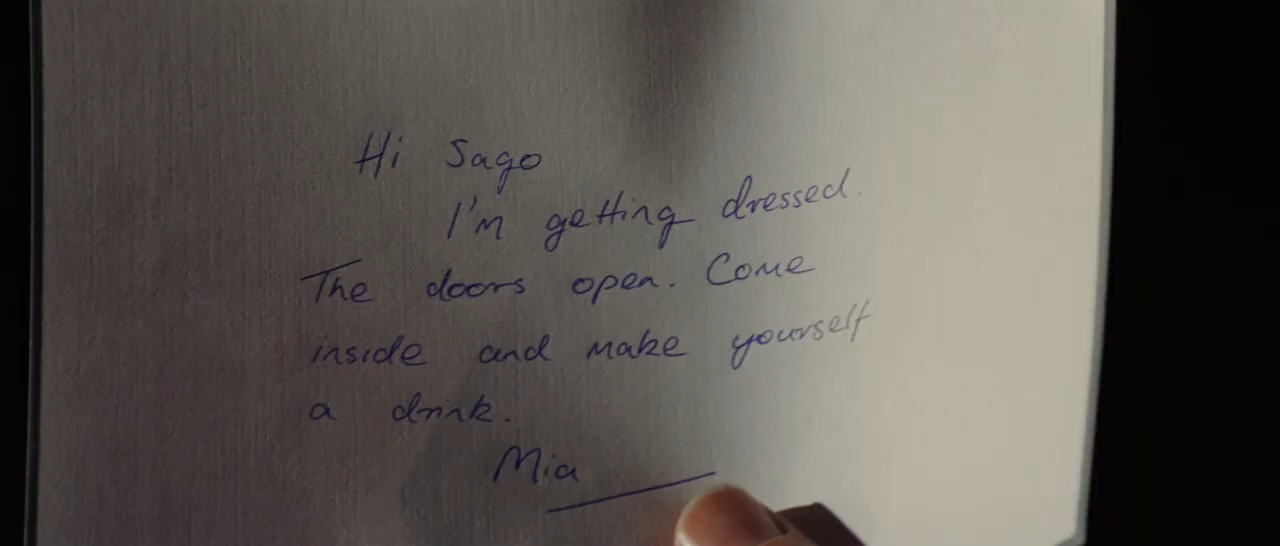 Hi Sago
I'm getting dressed.
The doors open. Come
inside and make yourself
a drink.
Mia